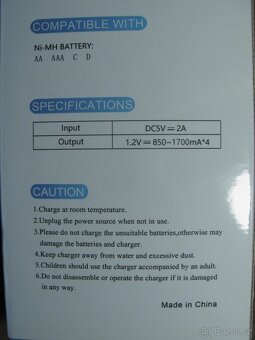 COMPATIBLE WITH
Ni-MH BATTERY:
AA AAA C D
SPECIFICATIONS
Input DC5V⎓2A
Output 1.2V⎓850-1700mA*4
CAUTION
1.Charge at room temperature.
2.Unplug the power source when not in use.
3.Please do not charge the unsuitable batteries,otherwise may
damage the batteries and charger.
4.Keep charger away from water and excessive dust.
5.Children should use the charger accompanied by an adult.
6.Do not disassemble or operate the charger if it is damaged
in any way.
Made in China